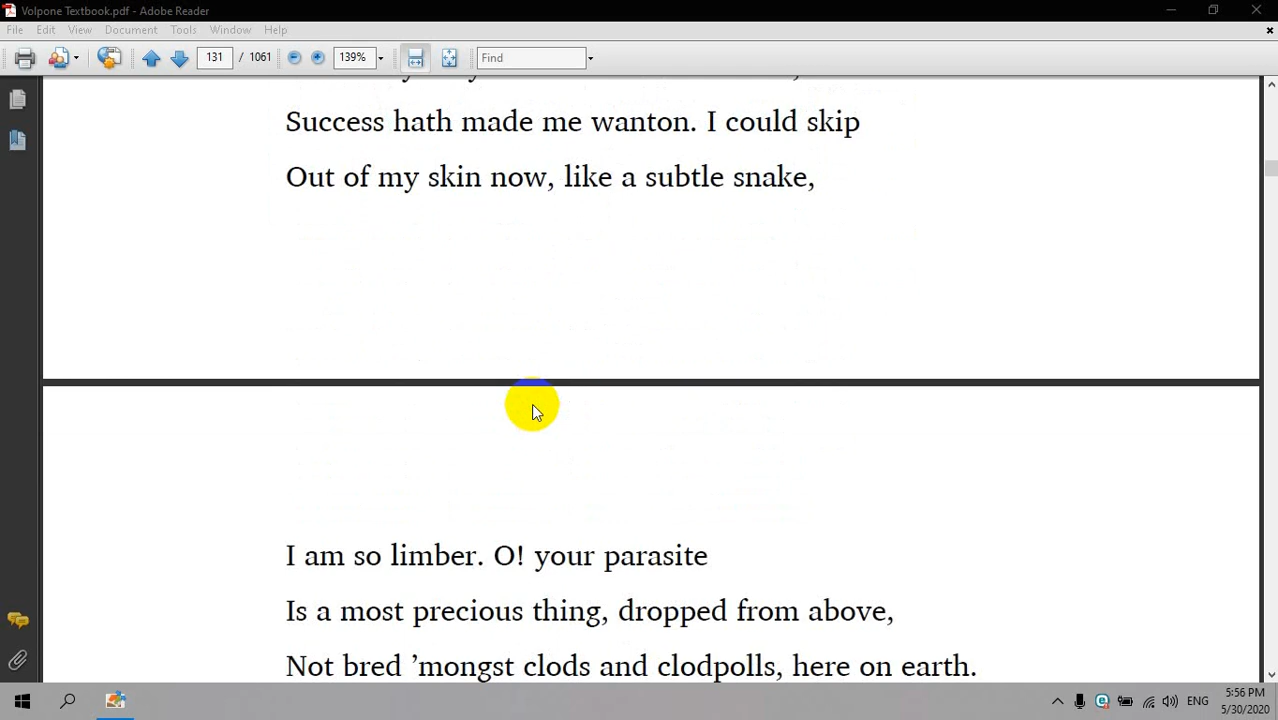 Volpone Textbook.pdf - Adobe Reader
File Edit View Document Tools Window Help
131 / 1061 139% Find
Success hath made me wanton. I could skip
Out of my skin now, like a subtle snake,
I am so limber. O! your parasite
Is a most precious thing, dropped from above,
Not bred ’mongst clods and clodpolls, here on earth.
ENG
5:56 PM
5/30/2020